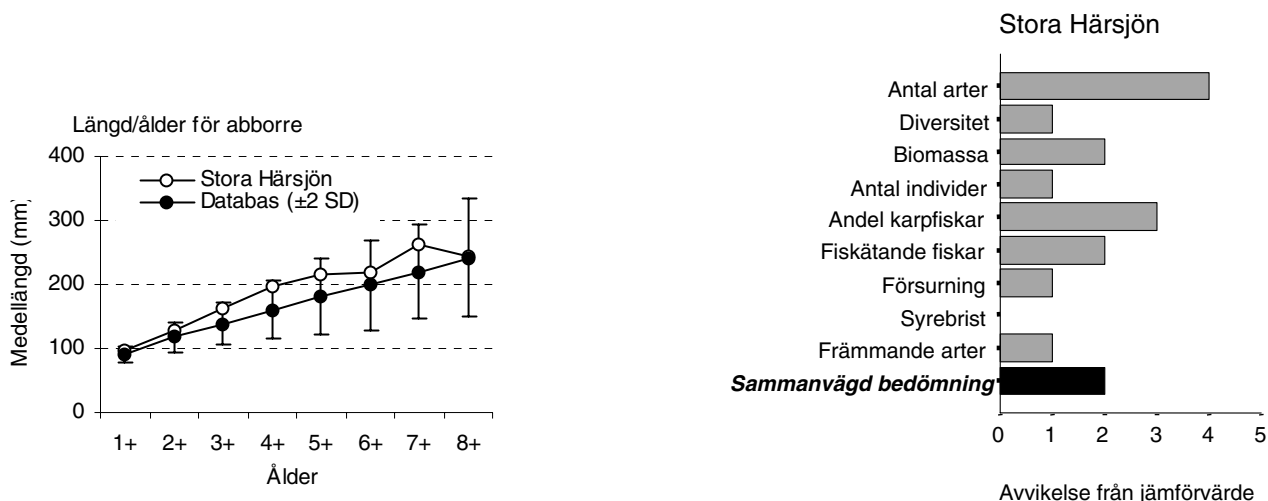 Längd/ålder för abborre
400
300
200
100
0
Medellängd (mm)
Stora Härsjön
Databas (±2 SD)
1+ 2+ 3+ 4+ 5+ 6+ 7+ 8+
Ålder
Stora Härsjön
Antal arter
Diversitet
Biomassa
Antal individer
Andel karpfiskar
Fiskätande fiskar
Försurning
Syrebrist
Främmande arter
Sammanvägd bedömning
0 1 2 3 4 5
Avvikelse från jämförvärde